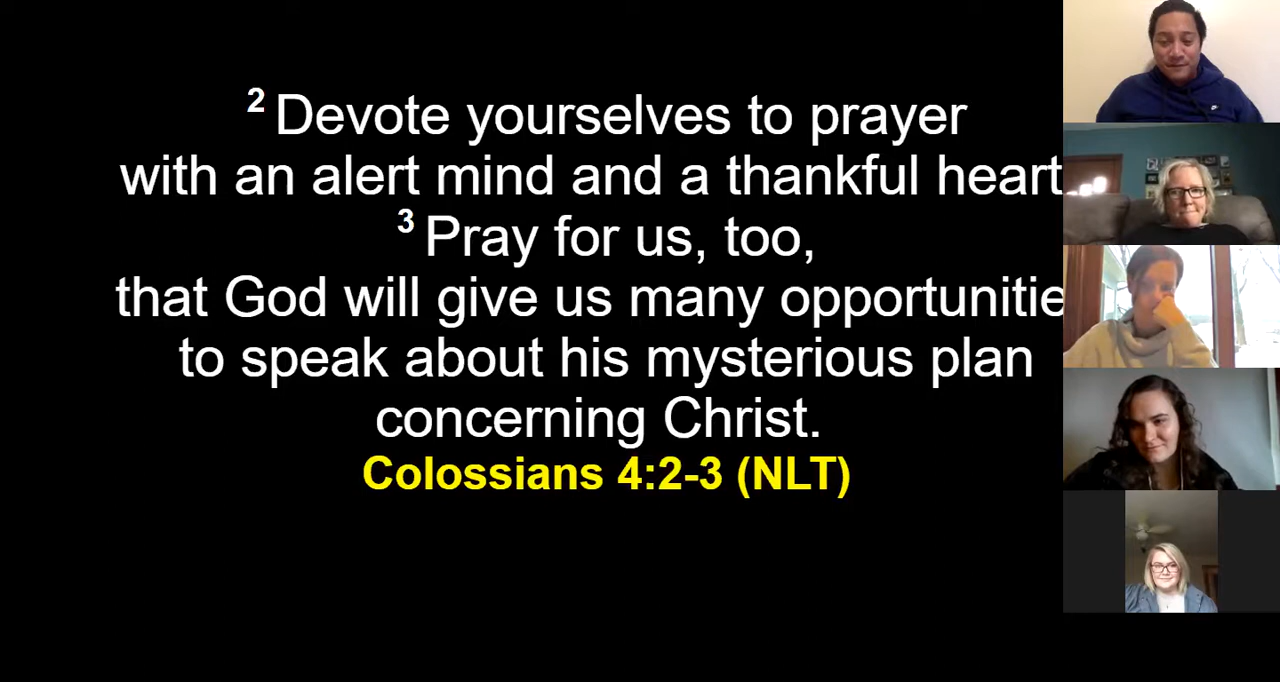 2 Devote yourselves to prayer
with an alert mind and a thankful heart
3 Pray for us, too,
that God will give us many opportunitie
to speak about his mysterious plan
concerning Christ.
Colossians 4:2-3 (NLT)